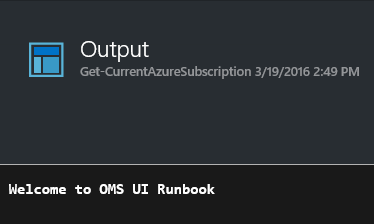 Output
Get-CurrentAzureSubscription 3/19/2016 2:49 PM
Welcome to OMS UI Runbook